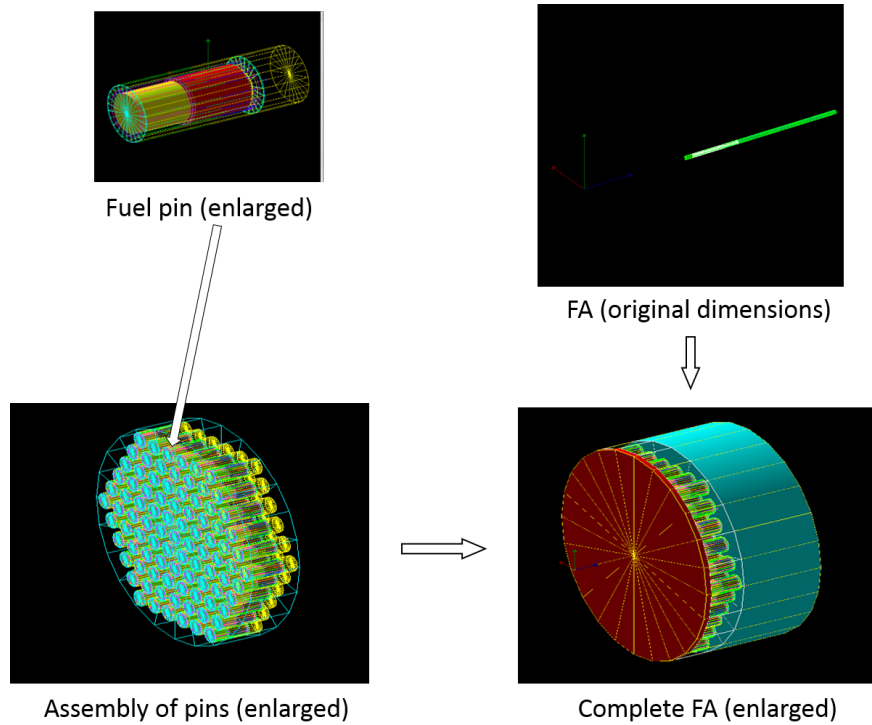 Fuel pin (enlarged)
FA (original dimensions)
Assembly of pins (enlarged)
Complete FA (enlarged)